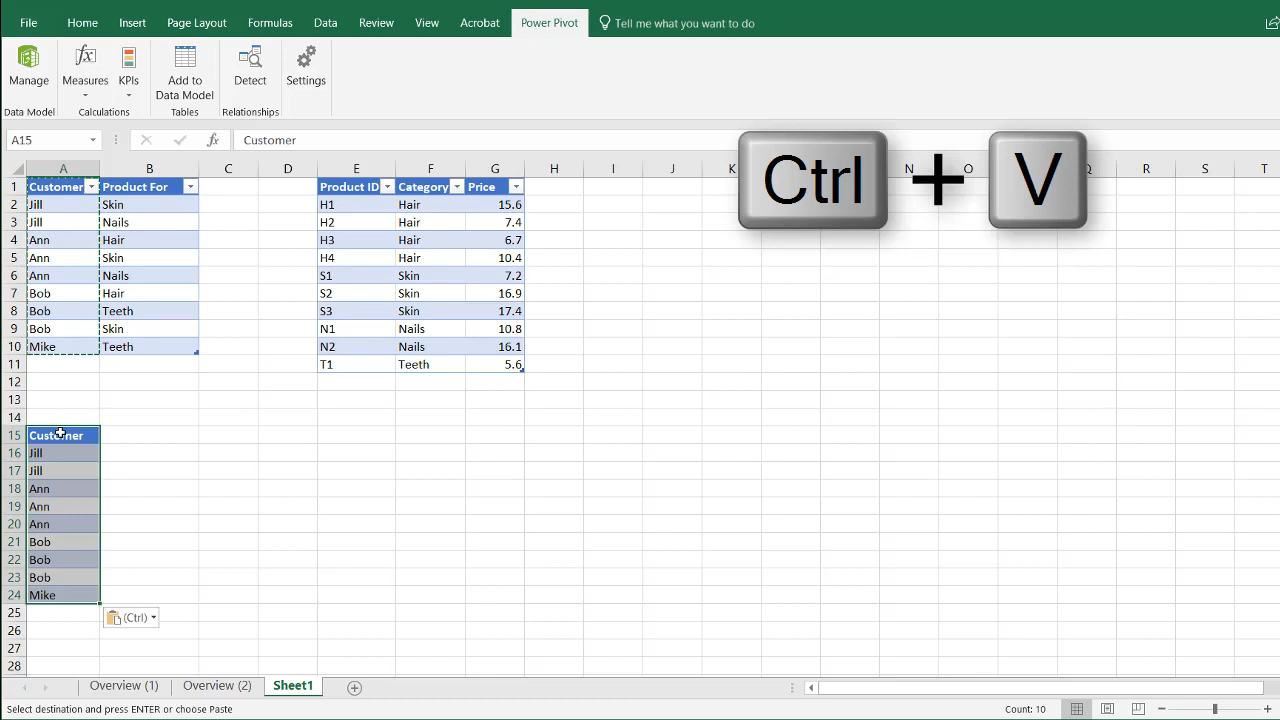 File Home Insert Page Layout Formulas Data Review View Acrobat Power Pivot Tell me what you want to do
Manage Measures KPIs Add to Data Model Detect Settings
Data Model Calculations Tables Relationships
A15 fx Customer
Ctrl + V
A B C D E F G H I J K N O Q R S T
1 Customer Product For Product ID Category Price
2 Jill Skin H1 Hair 15.6
3 Jill Nails H2 Hair 7.4
4 Ann Hair H3 Hair 6.7
5 Ann Skin H4 Hair 10.4
6 Ann Nails S1 Skin 7.2
7 Bob Hair S2 Skin 16.9
8 Bob Teeth S3 Skin 17.4
9 Bob Skin N1 Nails 10.8
10 Mike Teeth N2 Nails 16.1
11 T1 Teeth 5.6
12
13
14
15 Customer
16 Jill
17 Jill
18 Ann
19 Ann
20 Ann
21 Bob
22 Bob
23 Bob
24 Mike
25 (Ctrl)
26
27
28
Overview (1) Overview (2) Sheet1
Select destination and press ENTER or choose Paste Count: 10